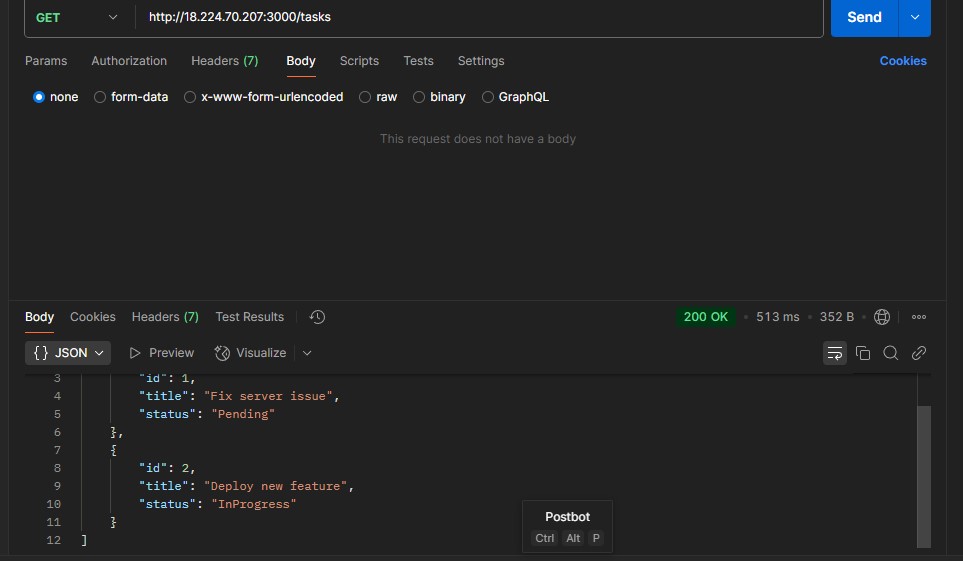 GET http://18.224.70.207:3000/tasks Send
Params Authorization Headers (7) Body Scripts Tests Settings Cookies
none form-data x-www-form-urlencoded raw binary GraphQL
This request does not have a body
Body Cookies Headers (7) Test Results 200 OK • 513 ms • 352 B •
{} JSON Preview Visualize
3 "id": 1,
4 "title": "Fix server issue",
5 "status": "Pending"
6 },
7 {
8 "id": 2,
9 "title": "Deploy new feature",
10 "status": "InProgress"
11 }
12 ]
Postbot
Ctrl Alt P